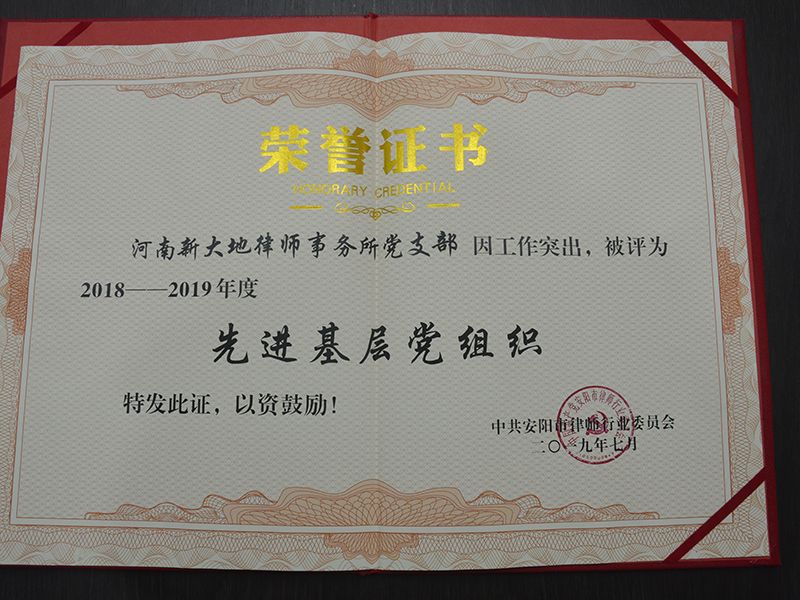 荣誉证书
HONORARY CREDENTIAL
河南新大地律师事务所党支部 因工作突出，被评为
2018——2019年度
先进基层党组织
特发此证，以资鼓励！
中共安阳市律师行业委员会
二〇一九年七月